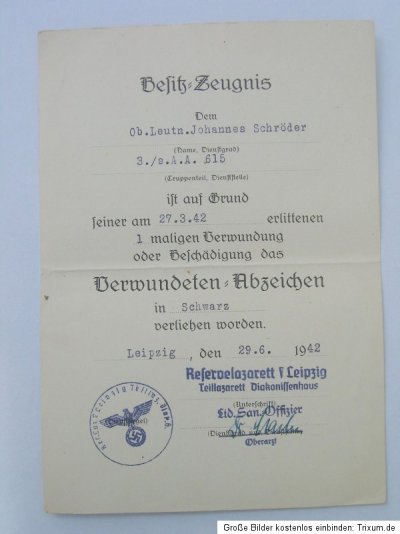 Besitz-Zeugnis
Dem
Ob.Leutn.Johannes Schröder
(Name, Dienstgrad)
3./s.A.A. 615
(Truppenteil, Dienststelle)
ist auf Grund
seiner am 27.3.42 erlittenen
1 maligen Verwundung
oder Beschädigung das
Verwundeten-Abzeichen
in Schwarz
verliehen worden.
Leipzig, den 29.6. 1942
Reservelazarett V Leipzig
Teillazarett Diakonissenhaus
(Unterschrift)
Ltd. San. Offizier
Oberarzt
Große Bilder kostenlos einbinden: Trixum.de